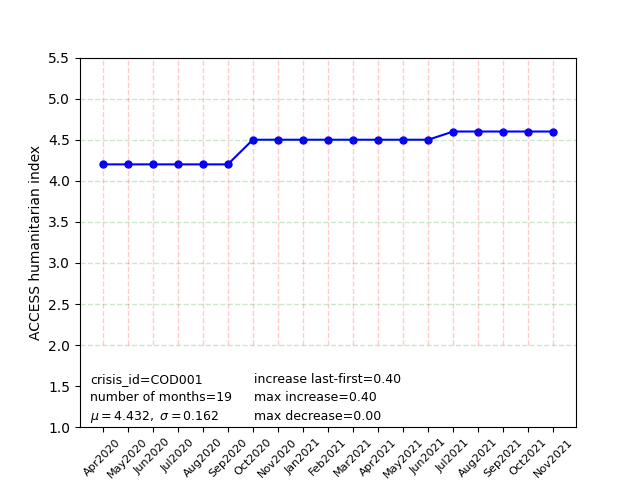 5.5
5.0
4.5
4.0
3.5
3.0
2.5
2.0
1.5
1.0
ACCESS humanitarian index
crisis_id=COD001
increase last-first=0.40
number of months=19
max increase=0.40
μ=4.432, σ=0.162
max decrease=0.00
Apr2020
May2020
Jun2020
Jul2020
Aug2020
Sep2020
Oct2020
Nov2020
Jan2021
Feb2021
Mar2021
Apr2021
May2021
Jun2021
Jul2021
Aug2021
Sep2021
Oct2021
Nov2021